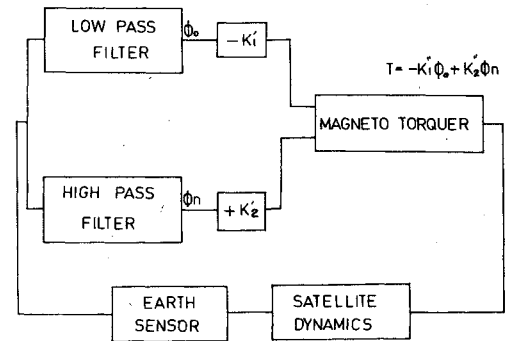 LOW PASS
FILTER
ϕₒ
-K₁′
T = -K₁″ϕₒ + K₂″ϕn
MAGNETO TORQUER
HIGH PASS
FILTER
ϕn
+K₂′
EARTH
SENSOR
SATELLITE
DYNAMICS